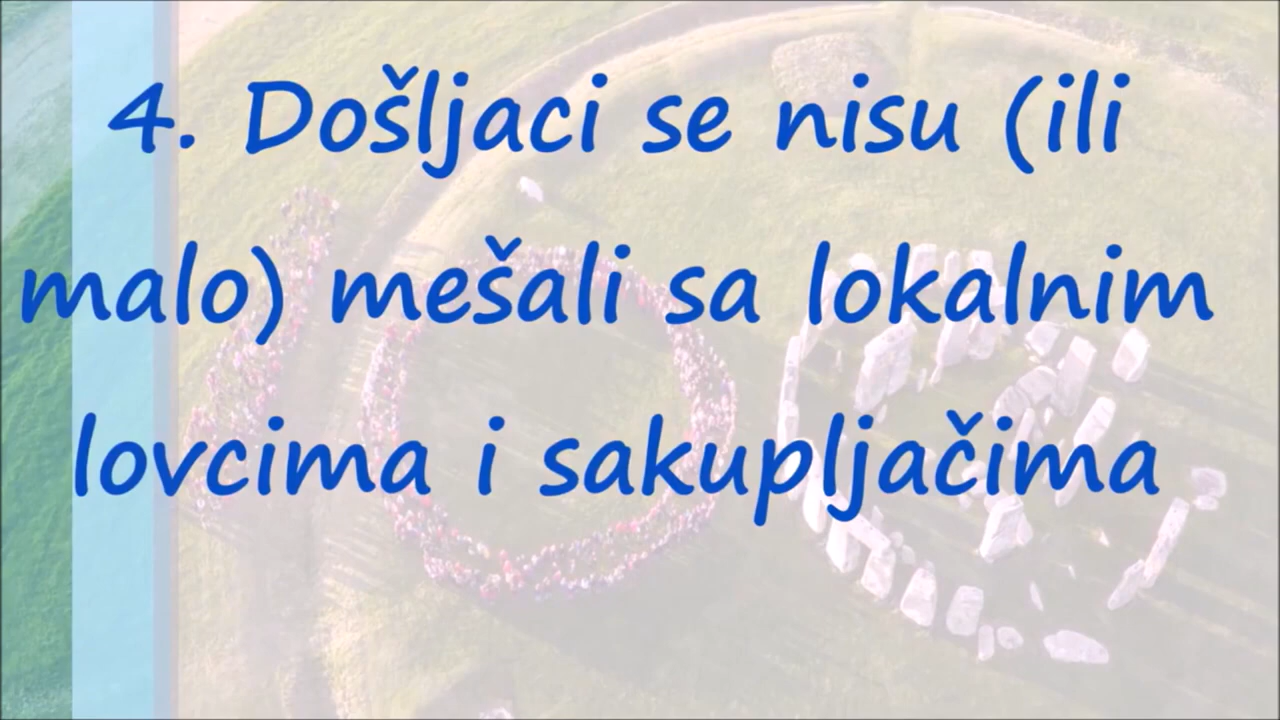 4. Došljaci se nisu (ili
malo) mešali sa lokalnim
lovcima i sakupljačima